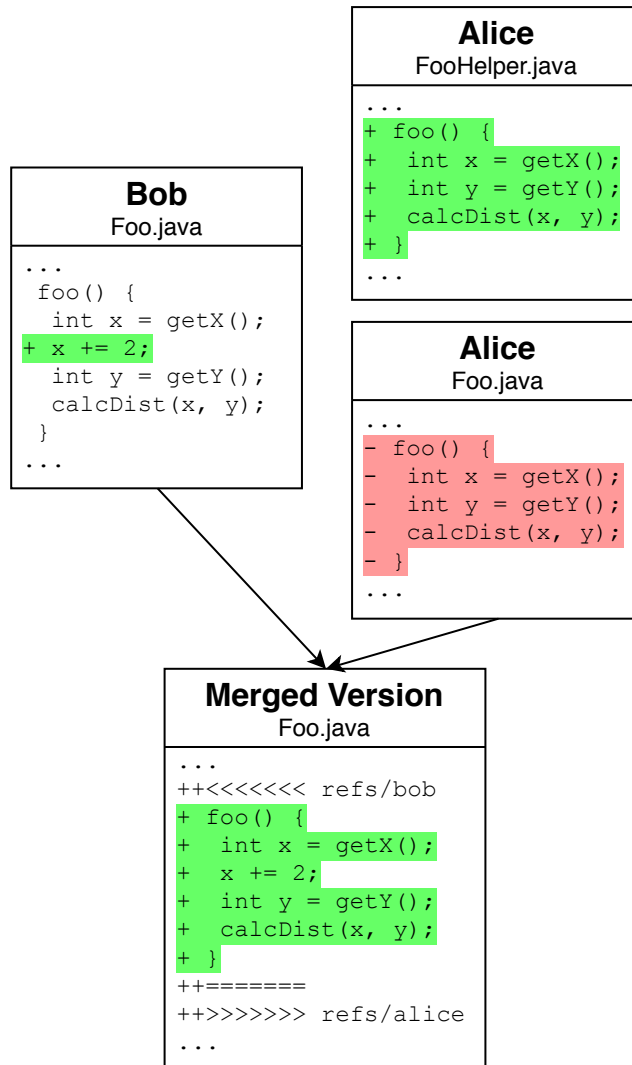 Alice
FooHelper.java
...
+ foo() {
+  int x = getX();
+  int y = getY();
+  calcDist(x, y);
+ }
...
Bob
Foo.java
...
 foo() {
  int x = getX();
+ x += 2;
  int y = getY();
  calcDist(x, y);
 }
...
Alice
Foo.java
...
- foo() {
-  int x = getX();
-  int y = getY();
-  calcDist(x, y);
- }
...
Merged Version
Foo.java
...
++<<<<<<< refs/bob
+ foo() {
+  int x = getX();
+  x += 2;
+  int y = getY();
+  calcDist(x, y);
+ }
++=======
++>>>>>>> refs/alice
...